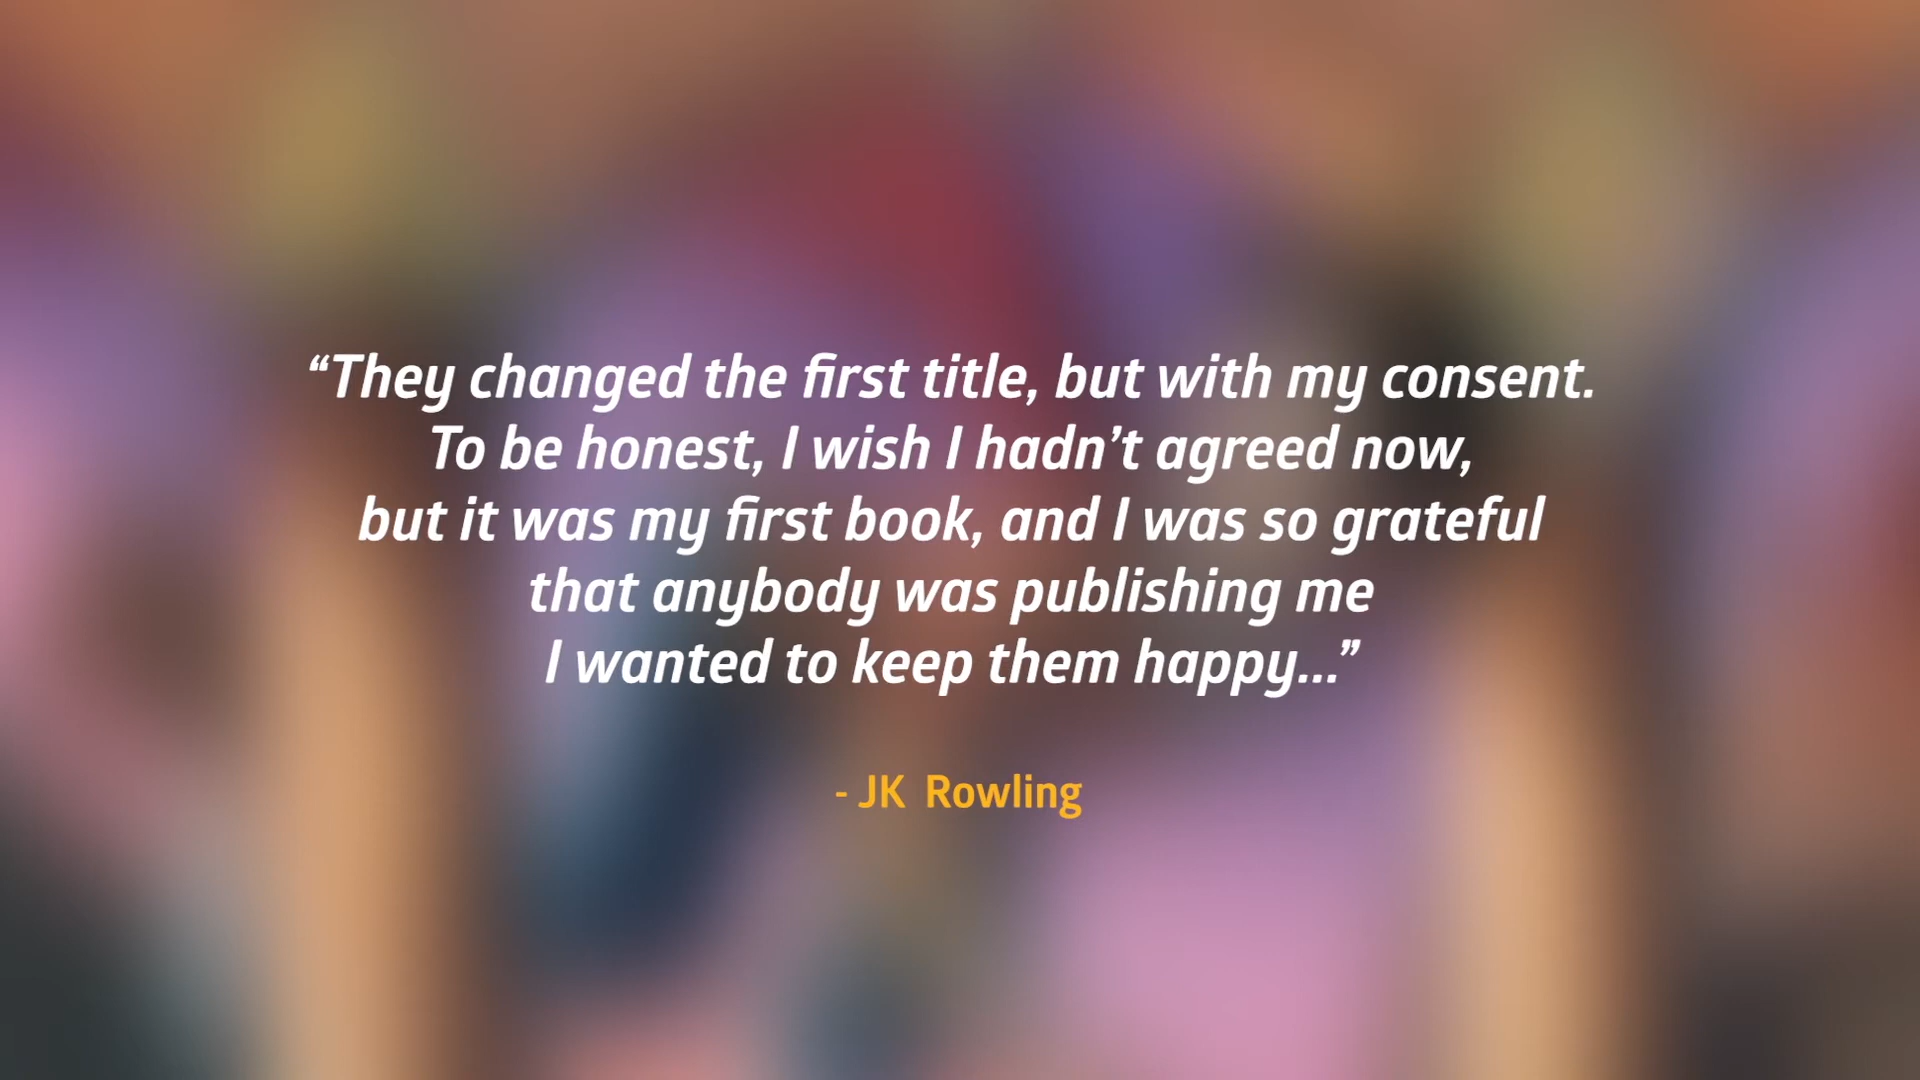 “They changed the first title, but with my consent.
To be honest, I wish I hadn’t agreed now,
but it was my first book, and I was so grateful
that anybody was publishing me
I wanted to keep them happy...”
- JK  Rowling